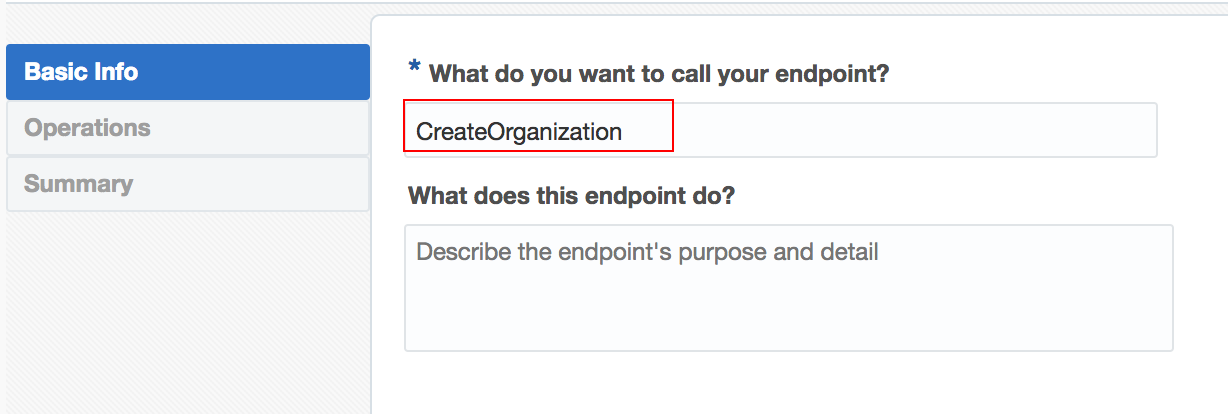 Basic Info
Operations
Summary
* What do you want to call your endpoint?
CreateOrganization
What does this endpoint do?
Describe the endpoint's purpose and detail